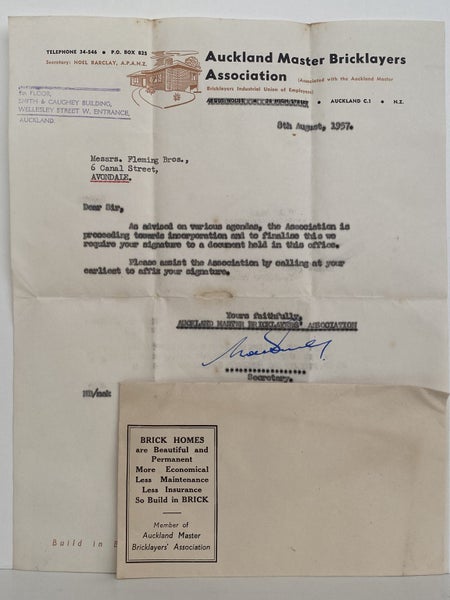 TELEPHONE 34-546 • P.O. BOX 825
Secretary: NOEL BARCLAY, A.P.A.N.Z.
Auckland Master Bricklayers
Association (Associated with the Auckland Master
Bricklayers Industrial Union of Employers)
• AUCKLAND C.1 • N.Z.
FLOOR,
SMITH & CAUGHEY BUILDING,
WELLESLEY STREET W. ENTRANCE,
AUCKLAND.
8th August, 1957.
Messrs. Fleming Bros.,
6 Canal Street,
AVONDALE.
Dear Sir,
As advised on various agendas, the Association is
proceeding towards incorporation and to finalise this we
require your signature to a document held in this office.
Please assist the Association by calling at your
earliest to affix your signature.
Yours faithfully,
AUCKLAND MASTER BRICKLAYERS' ASSOCIATION
Secretary.
BRICK HOMES
are Beautiful and
Permanent
More Economical
Less Maintenance
Less Insurance
So Build in BRICK
Member of
Auckland Master
Bricklayers' Association
Build in B